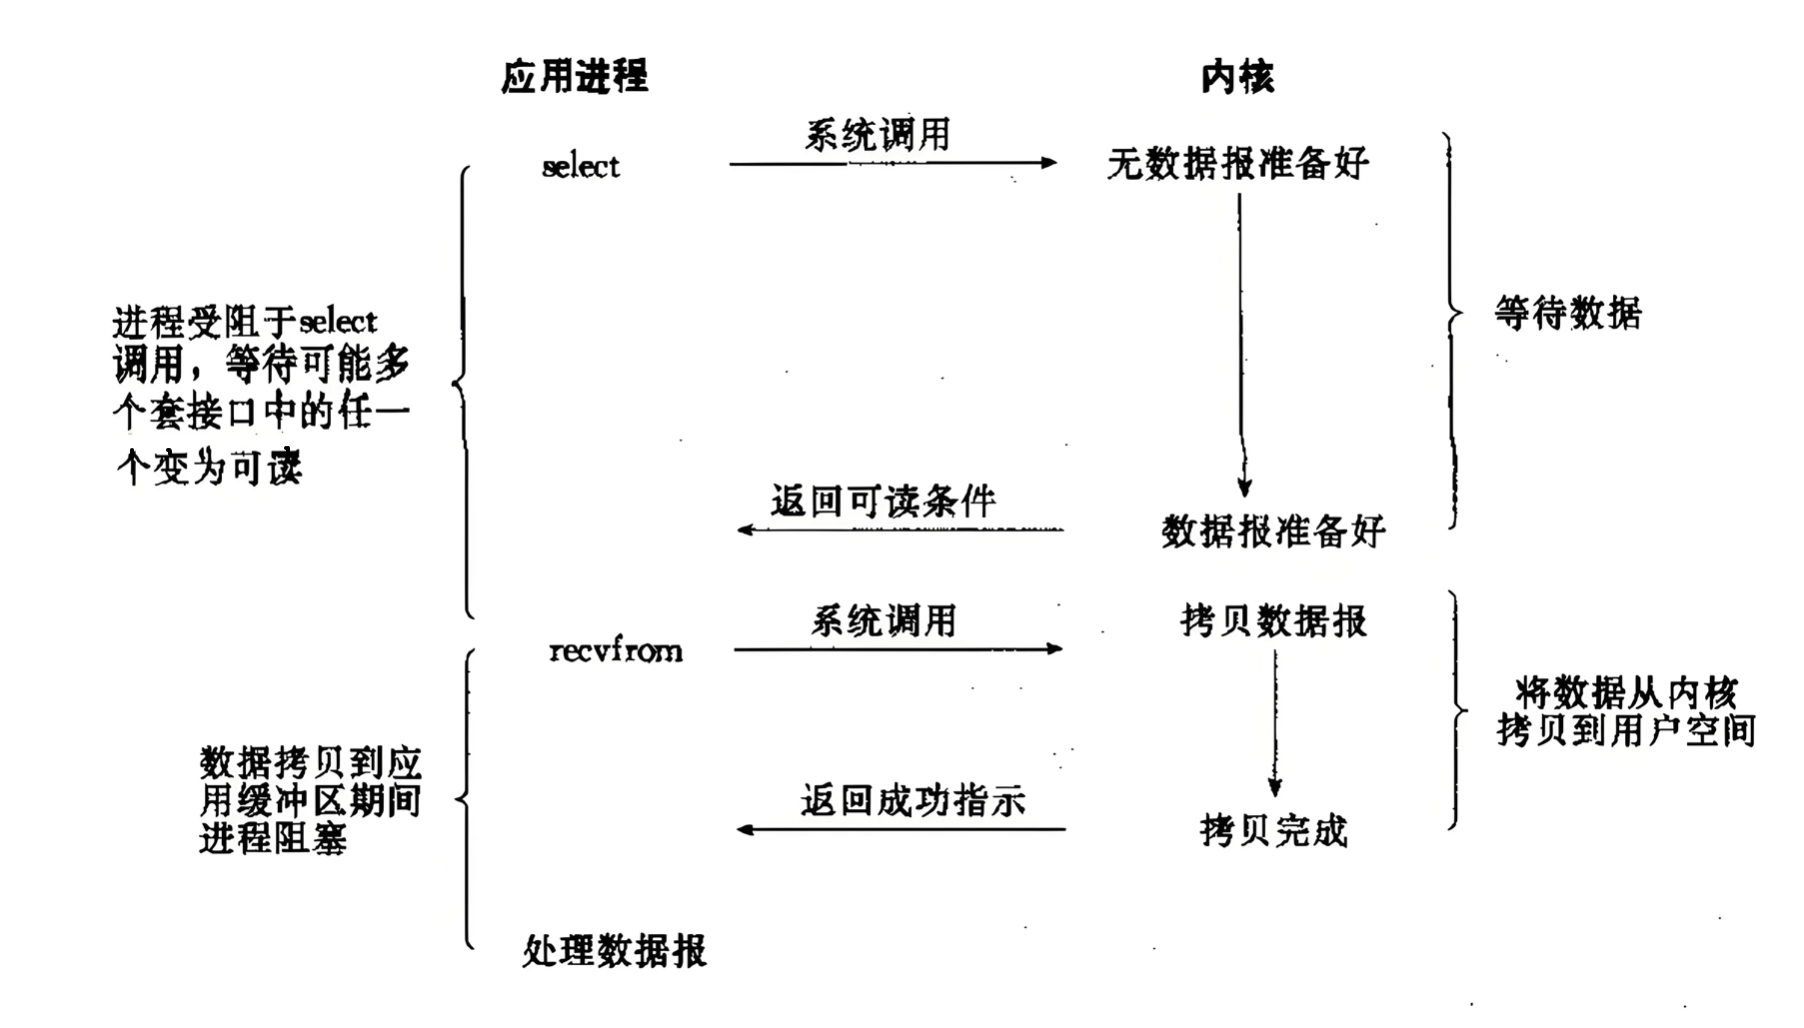 应用进程
内核
系统调用
select
无数据报准备好
等待数据
进程受阻于select
调用，等待可能多
个套接口中的任一
个变为可读
返回可读条件
数据报准备好
系统调用
拷贝数据报
recvfrom
将数据从内核
拷贝到用户空间
数据拷贝到应
用缓冲区期间
进程阻塞
返回成功指示
拷贝完成
处理数据报